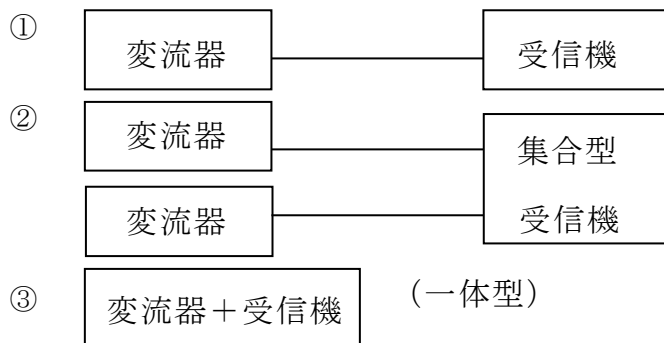 ①
変流器 受信機
②
変流器
集合型
受信機
変流器
③
変流器＋受信機 （一体型）